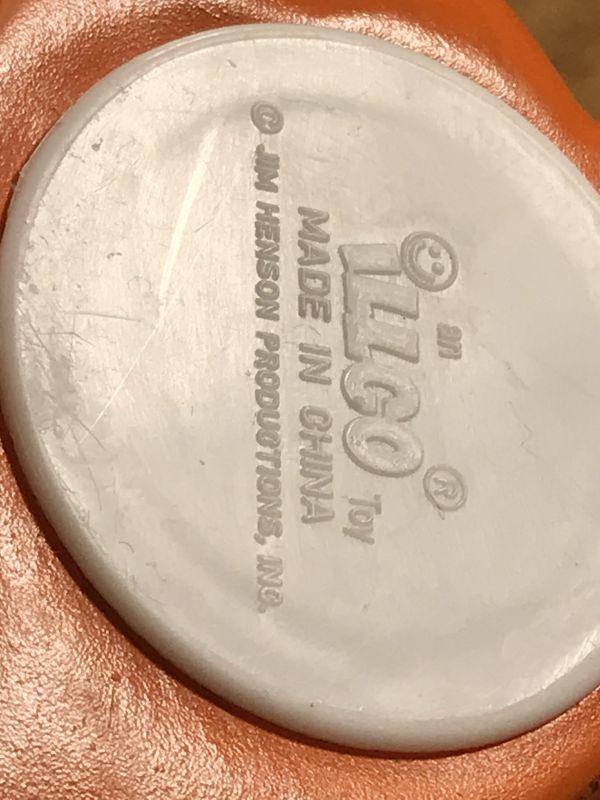 an
ILLCO® Toy
MADE IN CHINA
© JIM HENSON PRODUCTIONS, INC.